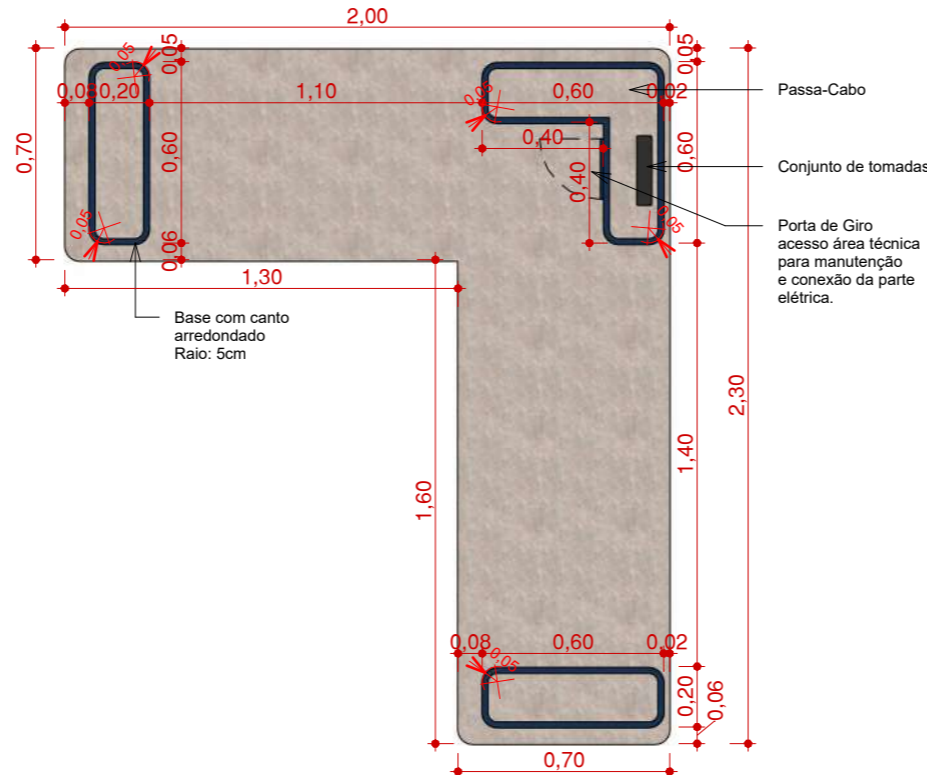 2,00
0,70
0,08
0,20
1,10
0,60
0,02
0,05
0,05
0,05
0,05
0,60
0,40
0,40
0,60
0,05
0,05
0,06
Passa-Cabo
Conjunto de tomadas
Porta de Giro
acesso área técnica
para manutenção
e conexão da parte
elétrica.
1,30
Base com canto
arredondado
Raio: 5cm
2,30
1,40
1,60
0,08
0,60
0,02
0,05
0,20
0,06
0,70